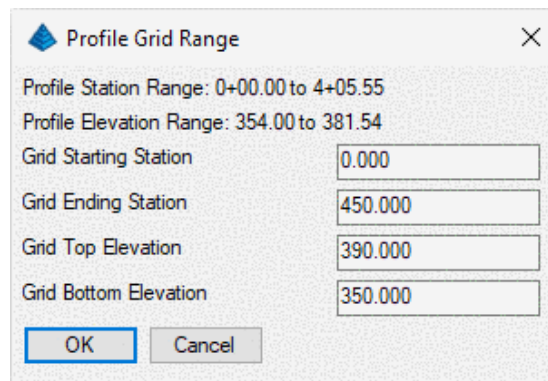 Profile Grid Range
Profile Station Range: 0+00.00 to 4+05.55
Profile Elevation Range: 354.00 to 381.54
Grid Starting Station 0.000
Grid Ending Station 450.000
Grid Top Elevation 390.000
Grid Bottom Elevation 350.000
OK Cancel